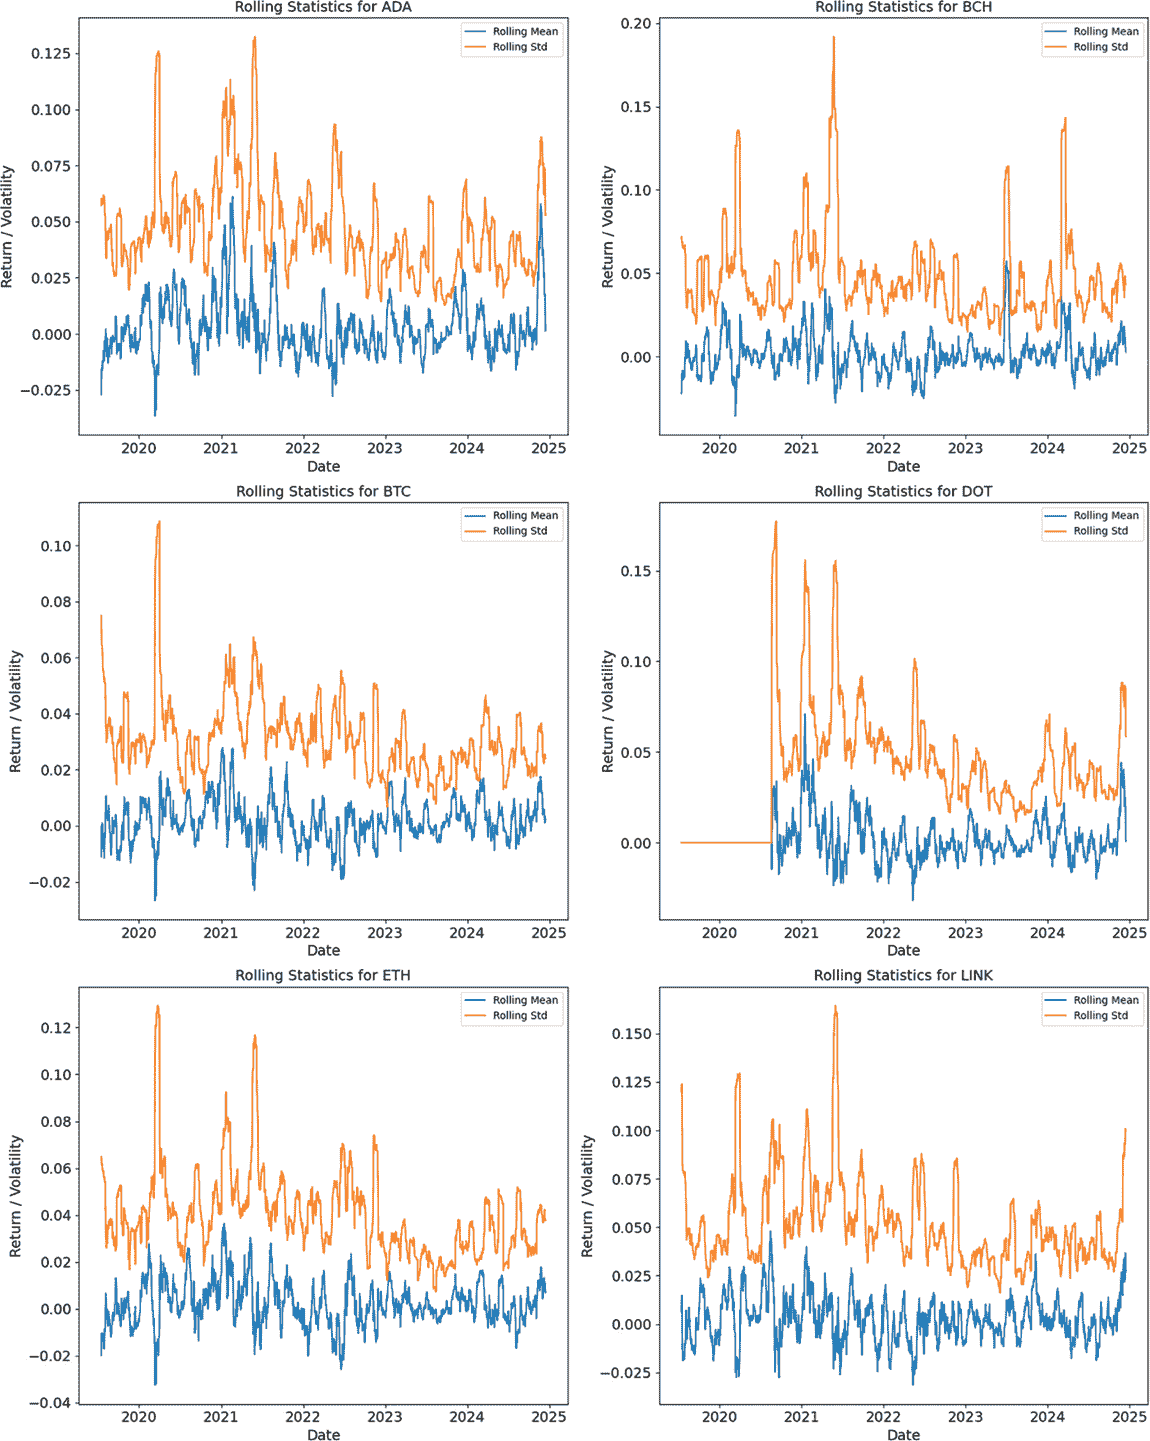 Rolling Statistics for ADA
Rolling Mean
Rolling Std
0.125
0.100
0.075
0.050
0.025
0.000
−0.025
Return / Volatility
2020 2021 2022 2023 2024 2025
Date
Rolling Statistics for BCH
Rolling Mean
Rolling Std
0.20
0.15
0.10
0.05
0.00
Return / Volatility
2020 2021 2022 2023 2024 2025
Date
Rolling Statistics for BTC
Rolling Mean
Rolling Std
0.10
0.08
0.06
0.04
0.02
0.00
−0.02
Return / Volatility
2020 2021 2022 2023 2024 2025
Date
Rolling Statistics for DOT
Rolling Mean
Rolling Std
0.15
0.10
0.05
0.00
Return / Volatility
2020 2021 2022 2023 2024 2025
Date
Rolling Statistics for ETH
Rolling Mean
Rolling Std
0.12
0.10
0.08
0.06
0.04
0.02
0.00
−0.02
−0.04
Return / Volatility
2020 2021 2022 2023 2024 2025
Date
Rolling Statistics for LINK
Rolling Mean
Rolling Std
0.150
0.125
0.100
0.075
0.050
0.025
0.000
−0.025
Return / Volatility
2020 2021 2022 2023 2024 2025
Date